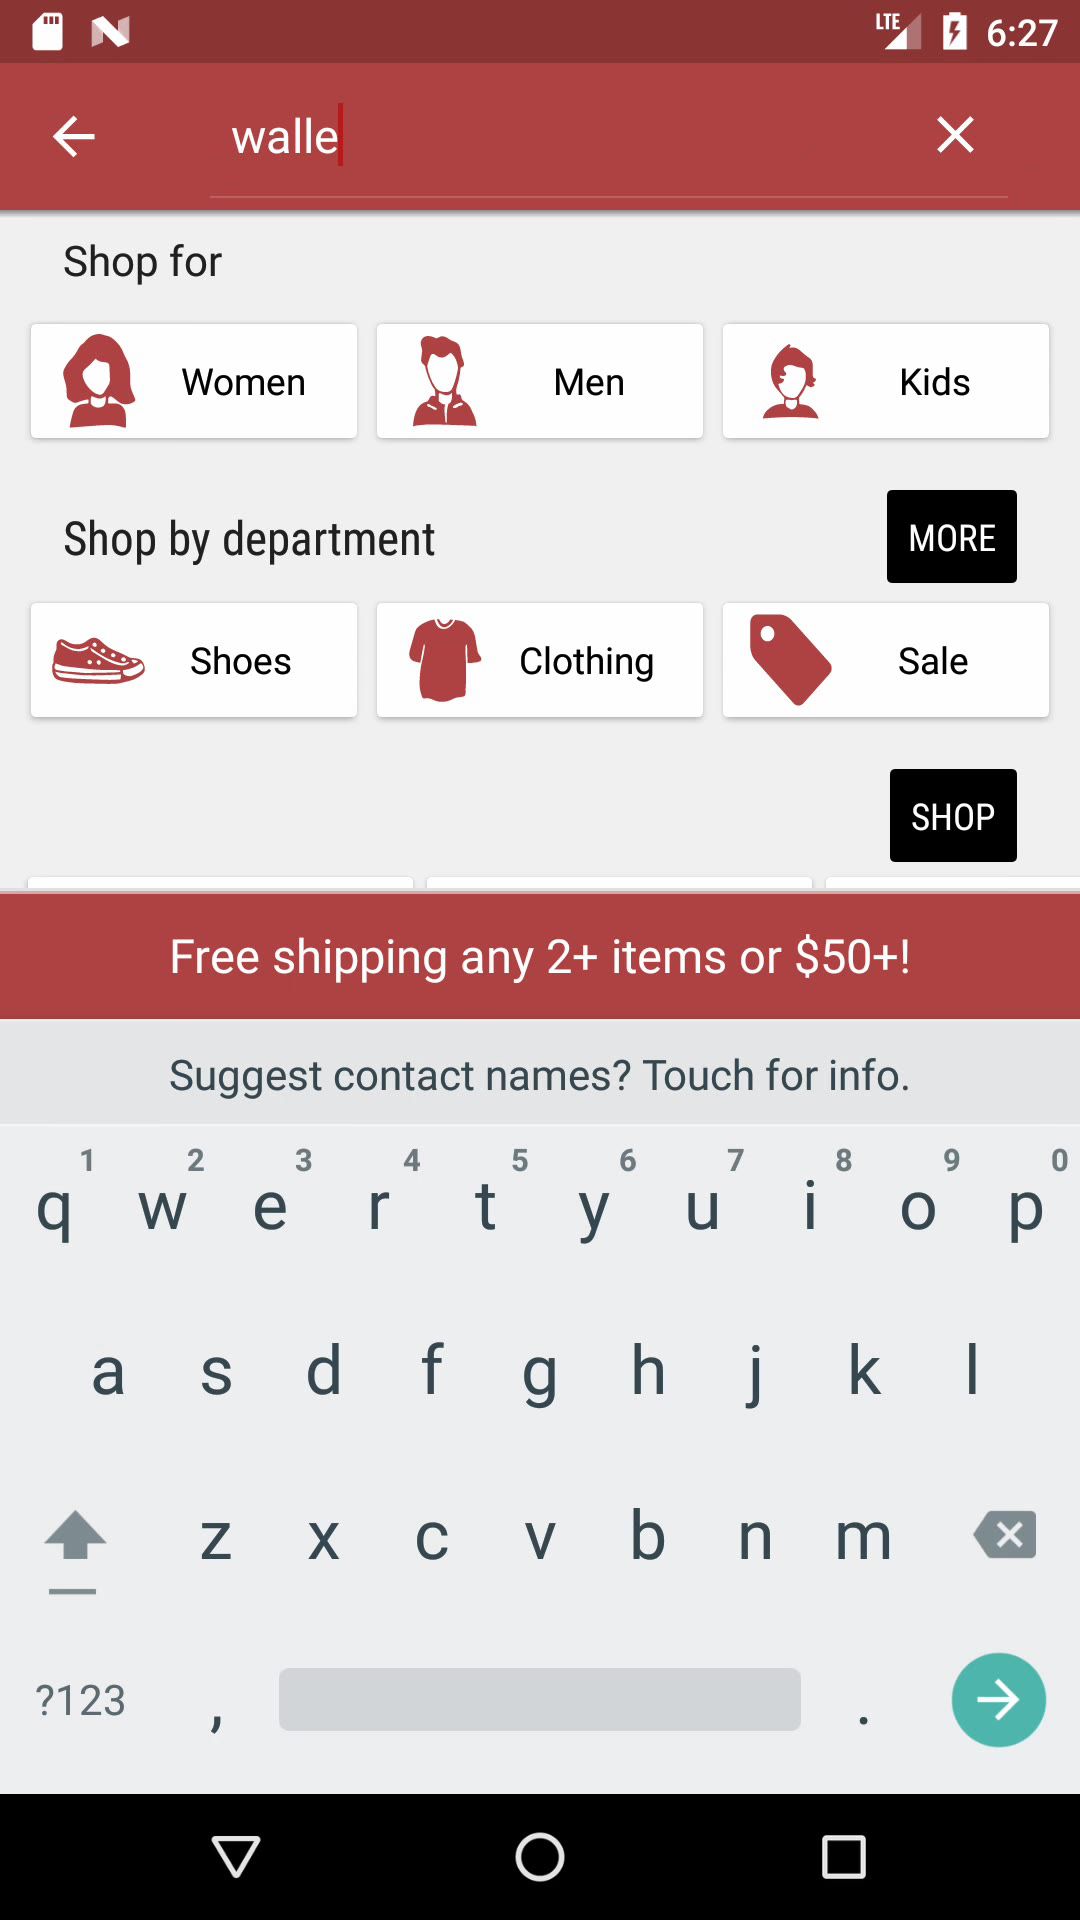 LTE 6:27
walle
Shop for
Women Men Kids
Shop by department MORE
Shoes Clothing Sale
SHOP
Free shipping any 2+ items or $50+!
Suggest contact names? Touch for info.
1 2 3 4 5 6 7 8 9 0
q w e r t y u i o p
a s d f g h j k l
z x c v b n m
?123 , .